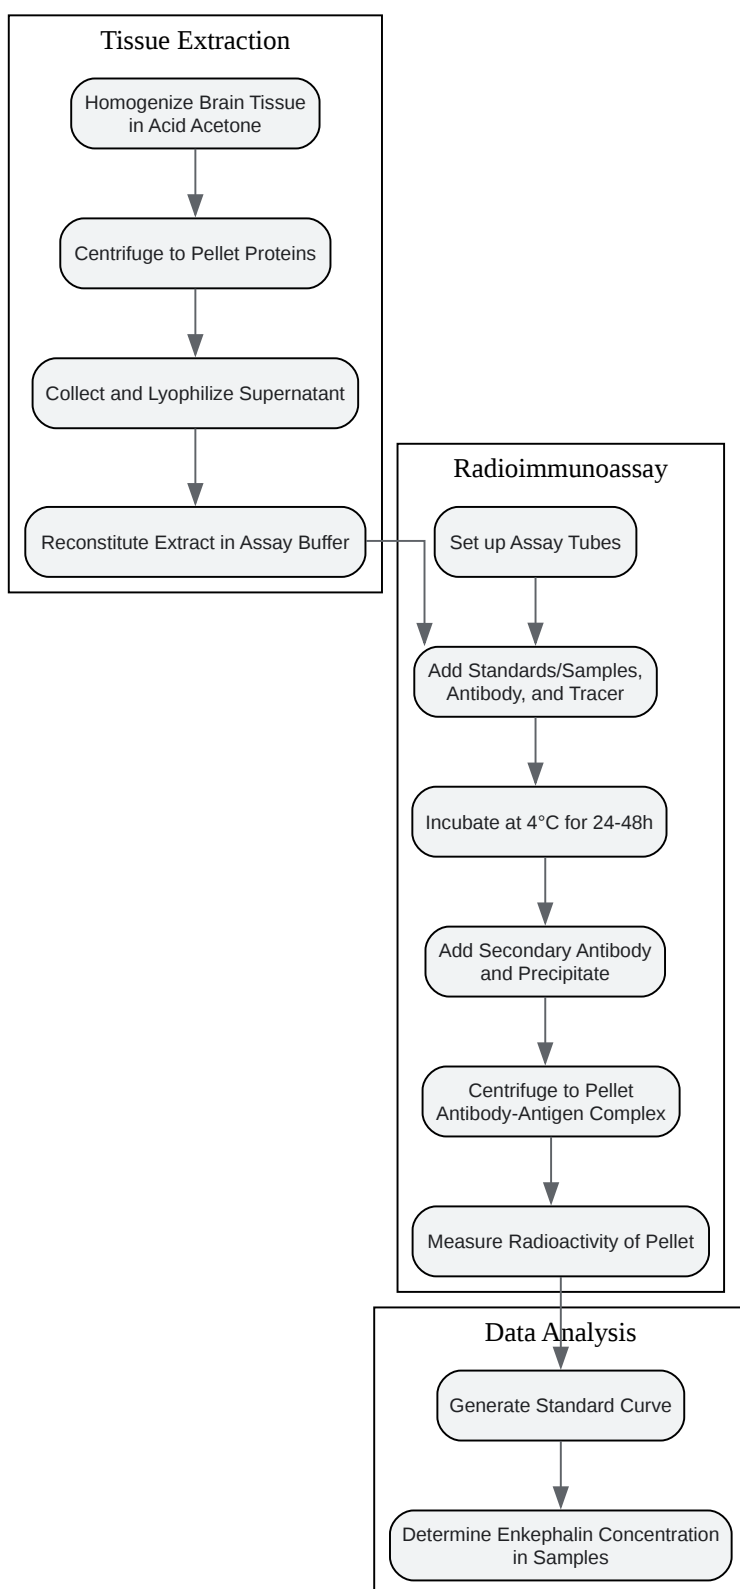 Tissue Extraction
Homogenize Brain Tissue
in Acid Acetone
Centrifuge to Pellet Proteins
Collect and Lyophilize Supernatant
Reconstitute Extract in Assay Buffer
Radioimmunoassay
Set up Assay Tubes
Add Standards/Samples,
Antibody, and Tracer
Incubate at 4°C for 24-48h
Add Secondary Antibody
and Precipitate
Centrifuge to Pellet
Antibody-Antigen Complex
Measure Radioactivity of Pellet
Data Analysis
Generate Standard Curve
Determine Enkephalin Concentration
in Samples